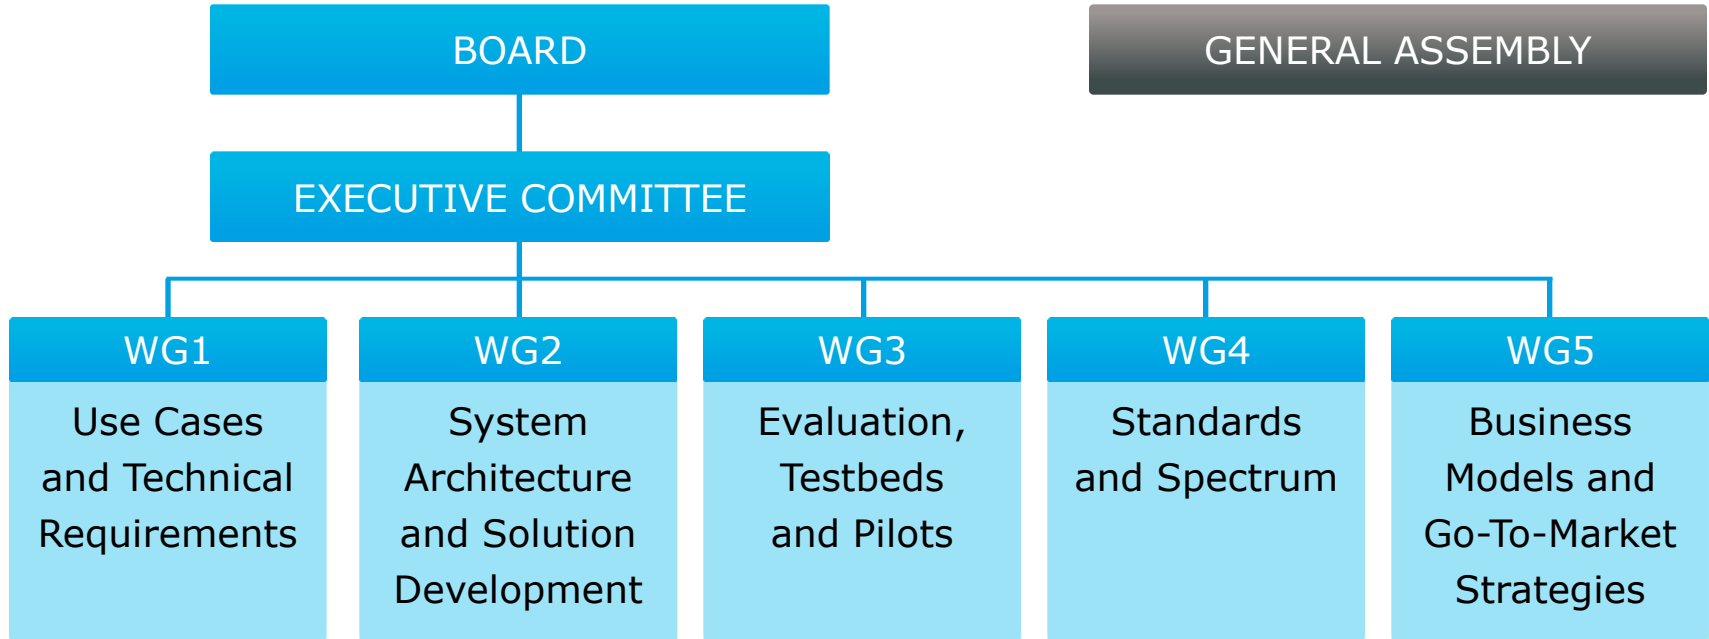 BOARD
GENERAL ASSEMBLY
EXECUTIVE COMMITTEE
WG1
Use Cases
and Technical
Requirements
WG2
System
Architecture
and Solution
Development
WG3
Evaluation,
Testbeds
and Pilots
WG4
Standards
and Spectrum
WG5
Business
Models and
Go-To-Market
Strategies